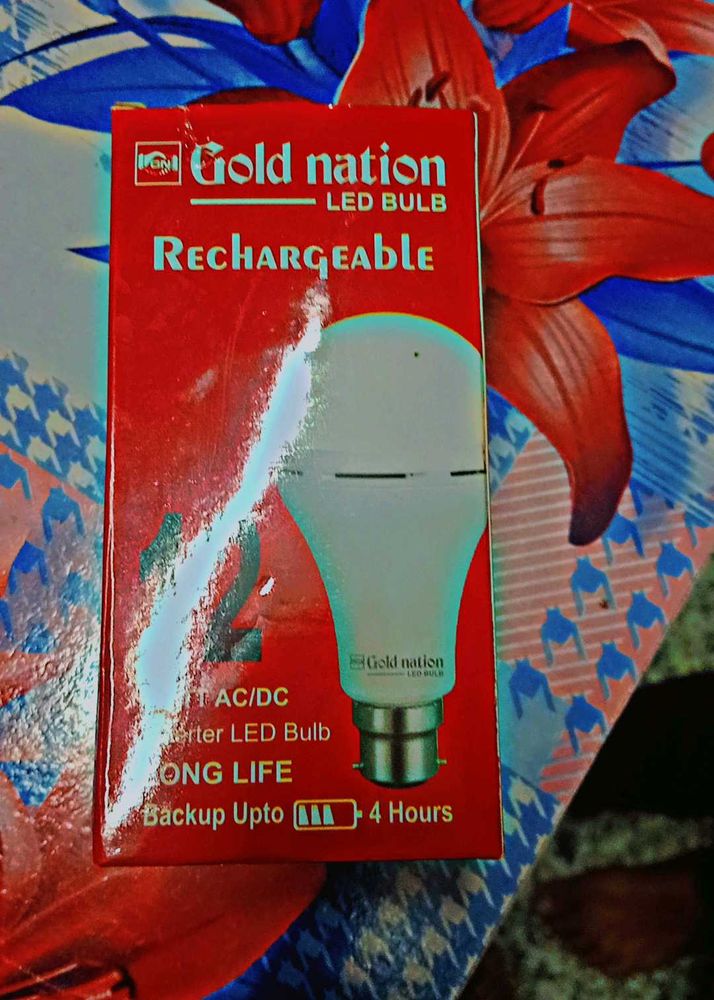 GN
Gold nation
LED BULB
Rechargeable
12
AC/DC
LED Bulb
LONG LIFE
Backup Upto 4 Hours
Gold nation
LED BULB